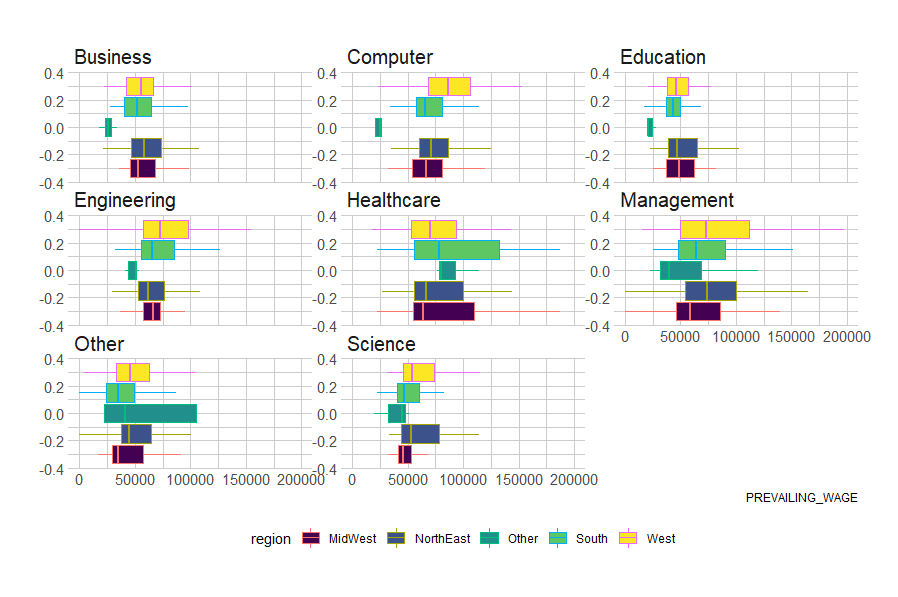 Business Computer Education
0.4 0.4 0.4
0.2 0.2 0.2
0.0 0.0 0.0
-0.2 -0.2 -0.2
-0.4 -0.4 -0.4
Engineering Healthcare Management
0.4 0.4 0.4
0.2 0.2 0.2
0.0 0.0 0.0
-0.2 -0.2 -0.2
-0.4 -0.4 -0.4
0 50000 100000 150000 200000
Other Science
0.4 0.4
0.2 0.2
0.0 0.0
-0.2 -0.2
-0.4 -0.4
0 50000 100000 150000 200000 0 50000 100000 150000 200000
PREVAILING_WAGE
region MidWest NorthEast Other South West